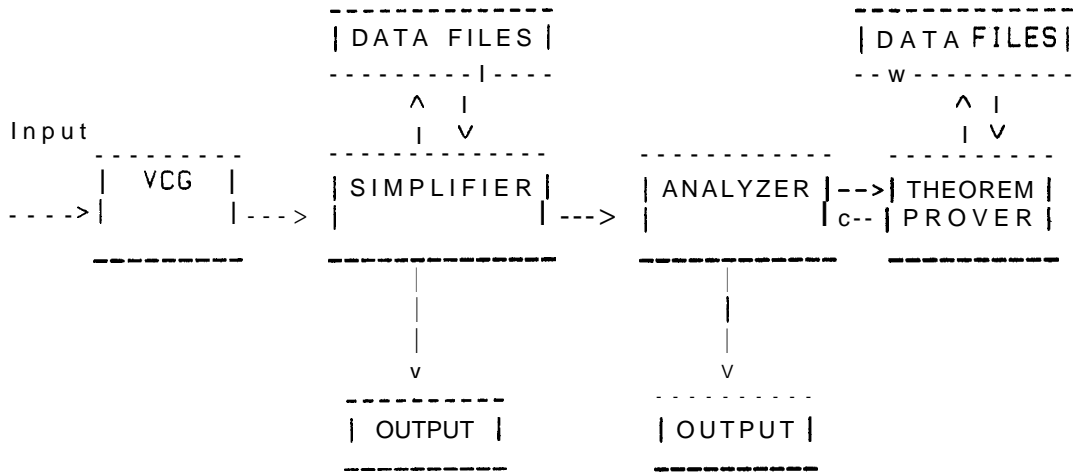 DATA FILES
DATA FILES
Input
VCG
SIMPLIFIER
ANALYZER
THEOREM
PROVER
OUTPUT
OUTPUT